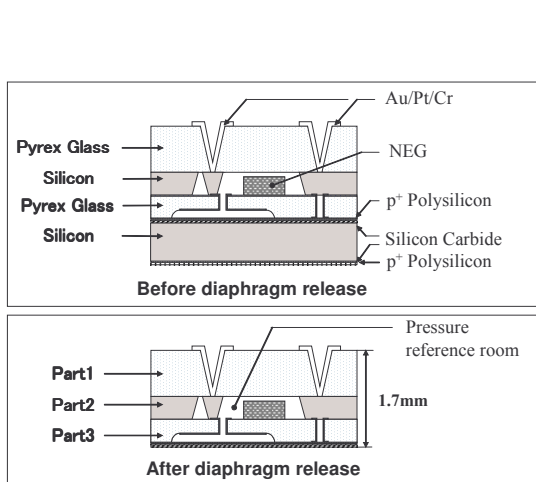 Au/Pt/Cr
Pyrex Glass
NEG
Silicon
Pyrex Glass
p+ Polysilicon
Silicon
Silicon Carbide
p+ Polysilicon
Before diaphragm release
Pressure
reference room
Part1
Part2
1.7mm
Part3
After diaphragm release